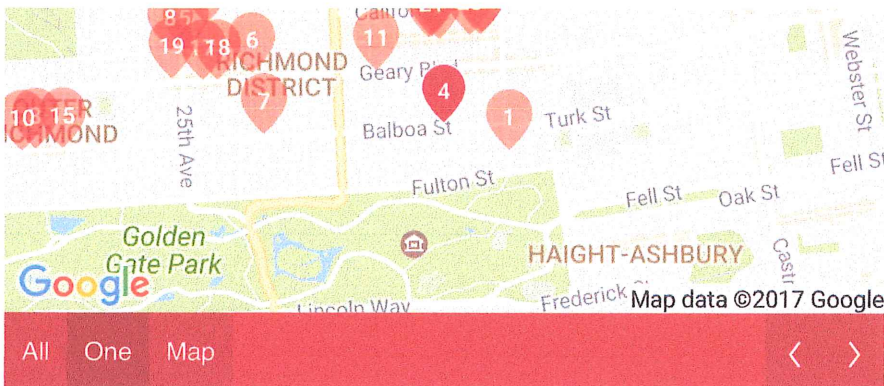 8
19 18 6
11
RICHMOND
DISTRICT
Geary Blvd
7
4
10 15
25th Ave
Balboa St
1
Turk St
Webster St
Fulton St
Fell St
Fell St
Oak St
Golden
Gate Park
HAIGHT-ASHBURY
Google
Lincoln Way
Frederick
Map data ©2017 Google
All One Map